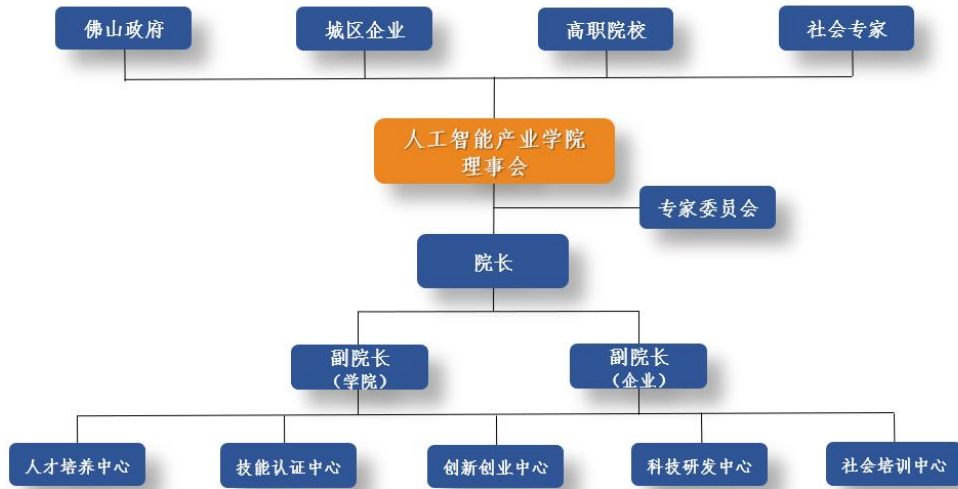 佛山政府
城区企业
高职院校
社会专家
人工智能产业学院
理事会
专家委员会
院长
副院长
（学院）
副院长
（企业）
人才培养中心
技能认证中心
创新创业中心
科技研发中心
社会培训中心